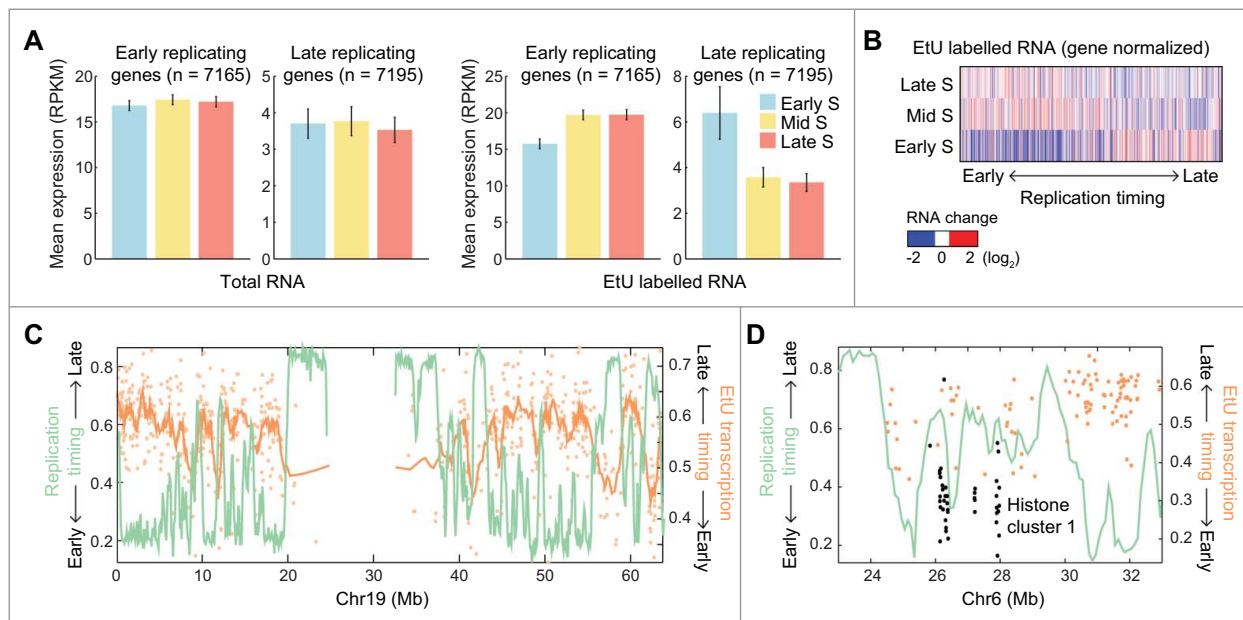 A
Early replicating
genes (n = 7165)
Late replicating
genes (n = 7195)
Early replicating
genes (n = 7165)
Late replicating
genes (n = 7195)
Mean expression (RPKM)
20
15
10
5
0
5
4
3
2
1
0
Total RNA
Mean expression (RPKM)
25
20
15
10
5
0
8
6
4
2
0
Early S
Mid S
Late S
EtU labelled RNA
B
EtU labelled RNA (gene normalized)
Late S
Mid S
Early S
Early
Late
Replication timing
RNA change
-2 0 2 (log2)
C
Replication
timing
Early
Late
0.8
0.6
0.4
0.2
0 10 20 30 40 50 60
Chr19 (Mb)
0.7
0.6
0.5
0.4
Late
Early
EtU transcription
timing
D
Replication
timing
Early
Late
0.8
0.6
0.4
0.2
24 26 28 30 32
Chr6 (Mb)
Histone
cluster 1
0.6
0.5
0.4
0.3
0.2
Late
Early
EtU transcription
timing